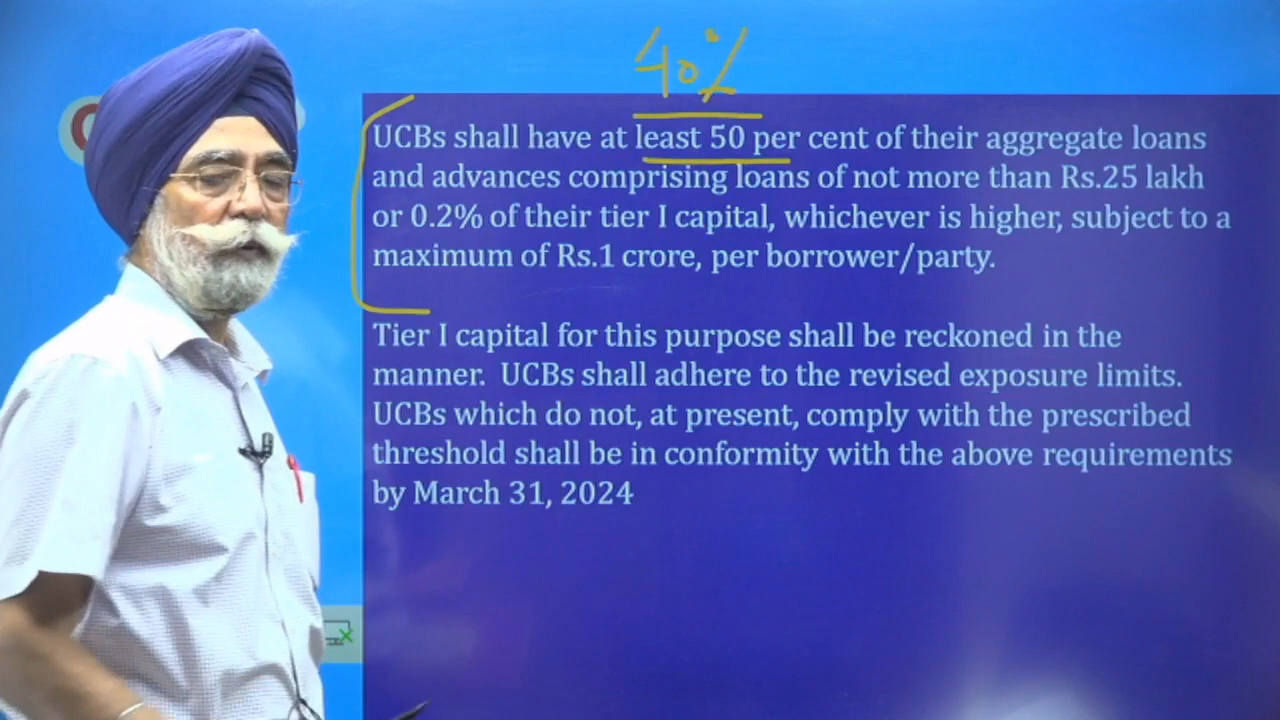 40%
UCBs shall have at least 50 per cent of their aggregate loans
and advances comprising loans of not more than Rs.25 lakh
or 0.2% of their tier I capital, whichever is higher, subject to a
maximum of Rs.1 crore, per borrower/party.
Tier I capital for this purpose shall be reckoned in the
manner.  UCBs shall adhere to the revised exposure limits.
UCBs which do not, at present, comply with the prescribed
threshold shall be in conformity with the above requirements
by March 31, 2024